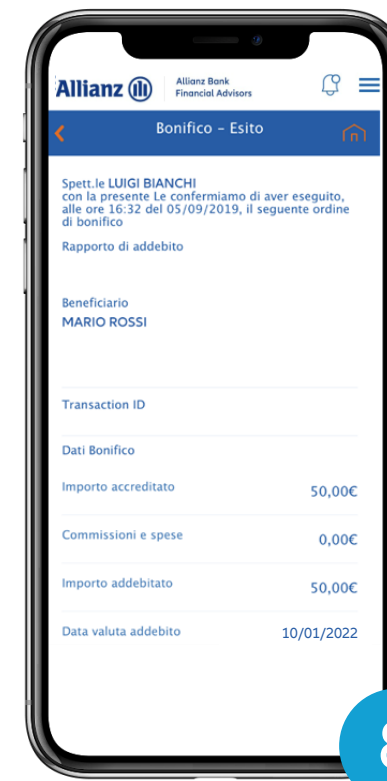 Allianz
Allianz Bank
Financial Advisors
Bonifico – Esito
Spett.le LUIGI BIANCHI
con la presente Le confermiamo di aver eseguito,
alle ore 16:32 del 05/09/2019, il seguente ordine
di bonifico
Rapporto di addebito
Beneficiario
MARIO ROSSI
Transaction ID
Dati Bonifico
Importo accreditato 50,00€
Commissioni e spese 0,00€
Importo addebitato 50,00€
Data valuta addebito 10/01/2022